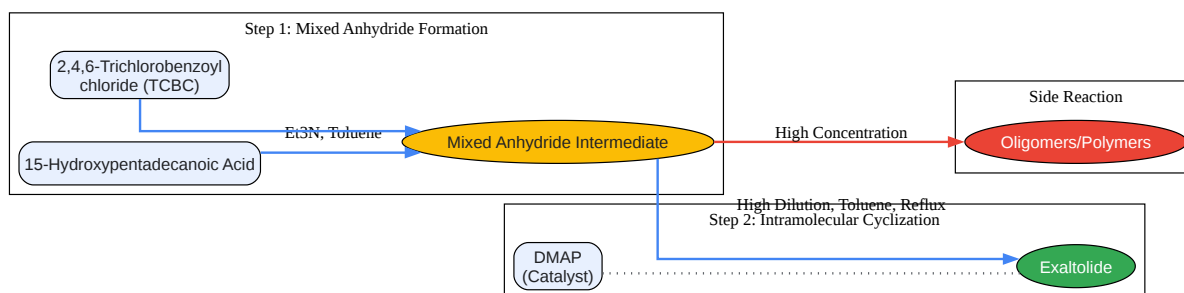 Step 1: Mixed Anhydride Formation
2,4,6-Trichlorobenzoyl
chloride (TCBC)
Et3N, Toluene
15-Hydroxypentadecanoic Acid
Mixed Anhydride Intermediate
High Concentration
Side Reaction
Oligomers/Polymers
High Dilution, Toluene, Reflux
Step 2: Intramolecular Cyclization
DMAP
(Catalyst)
Exaltolide